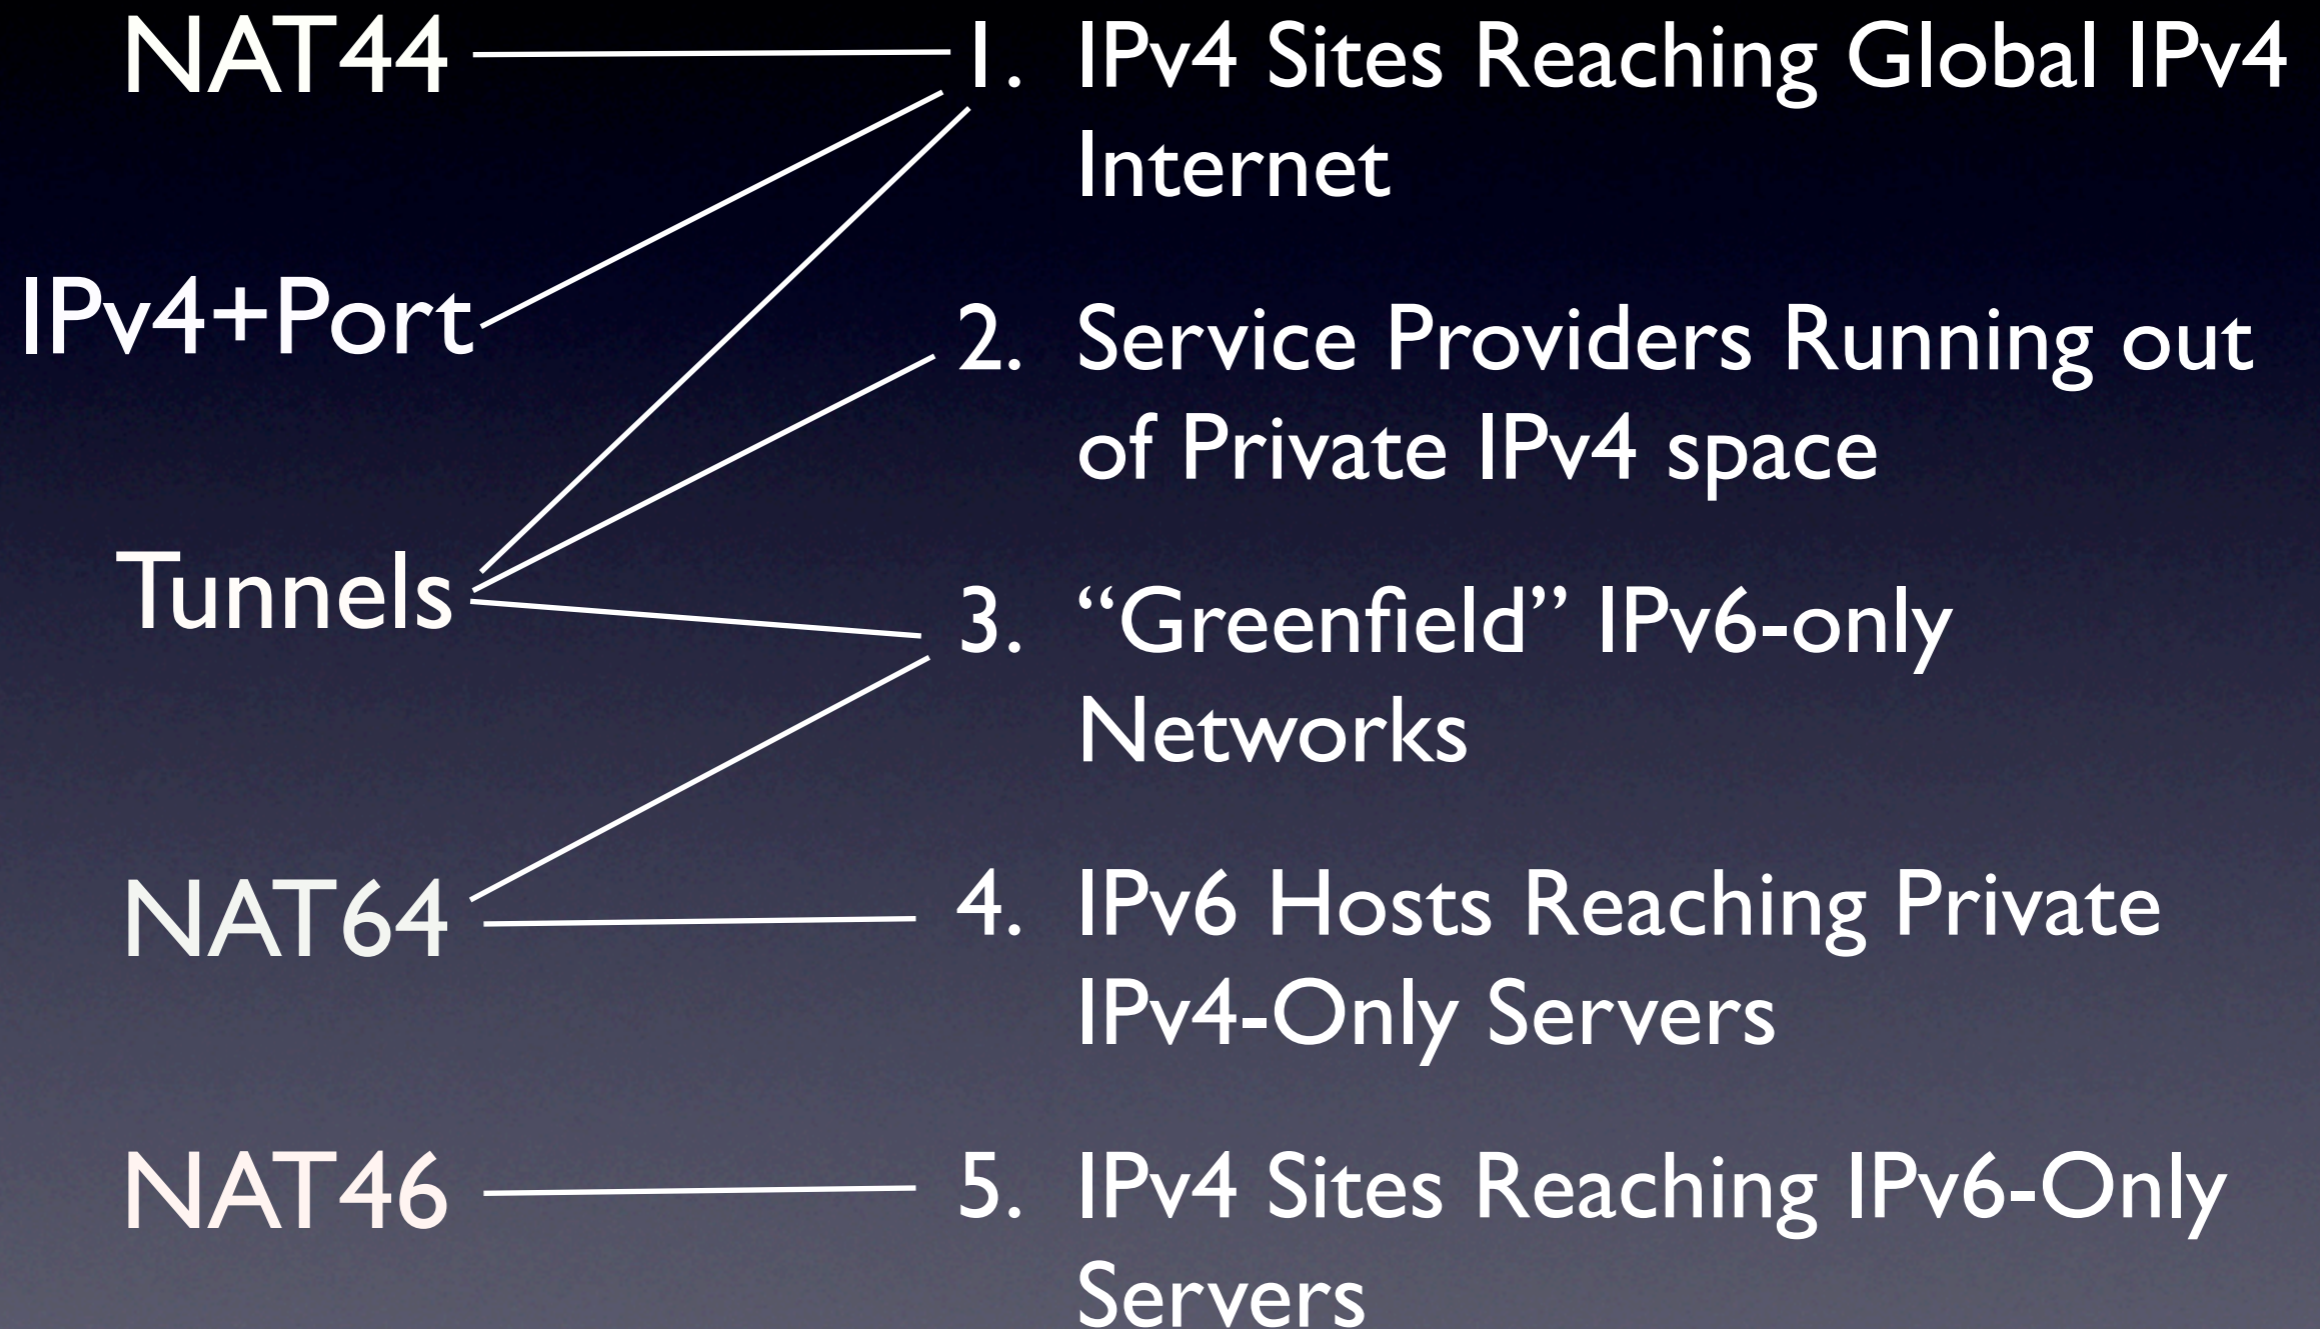 NAT44
1. IPv4 Sites Reaching Global IPv4
Internet
IPv4+Port
2. Service Providers Running out
of Private IPv4 space
Tunnels
3. “Greenfield” IPv6-only
Networks
NAT64
4. IPv6 Hosts Reaching Private
IPv4-Only Servers
NAT46
5. IPv4 Sites Reaching IPv6-Only
Servers